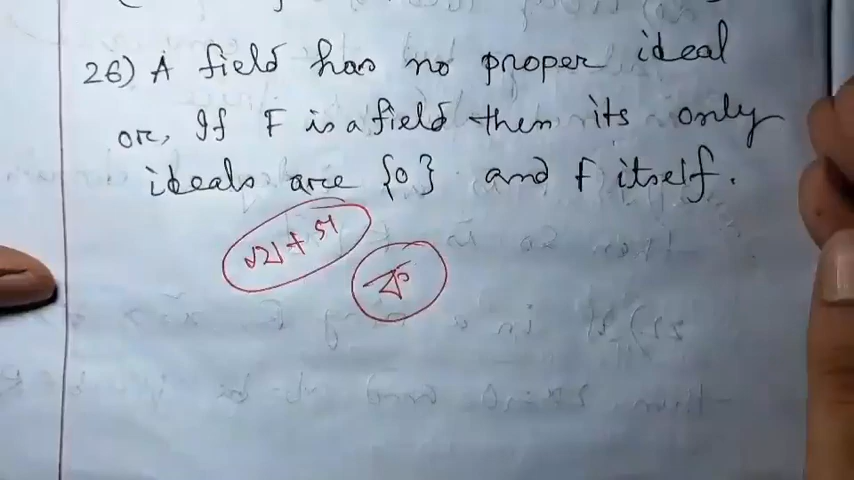 26) A field has no proper ideal
or, If F is a field then its only
ideals are {0} and F itself.